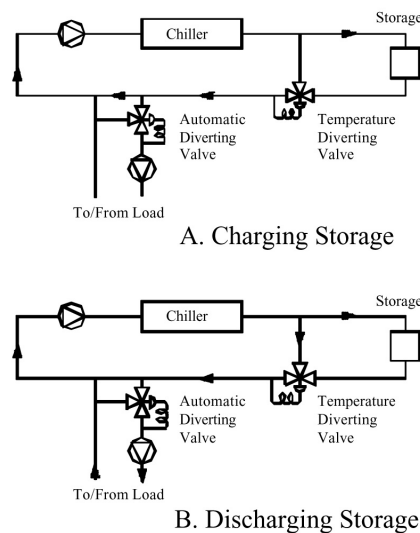 Storage
Chiller
Automatic
Diverting
Valve
Temperature
Diverting
Valve
To/From Load
A. Charging Storage
Storage
Chiller
Automatic
Diverting
Valve
Temperature
Diverting
Valve
To/From Load
B. Discharging Storage